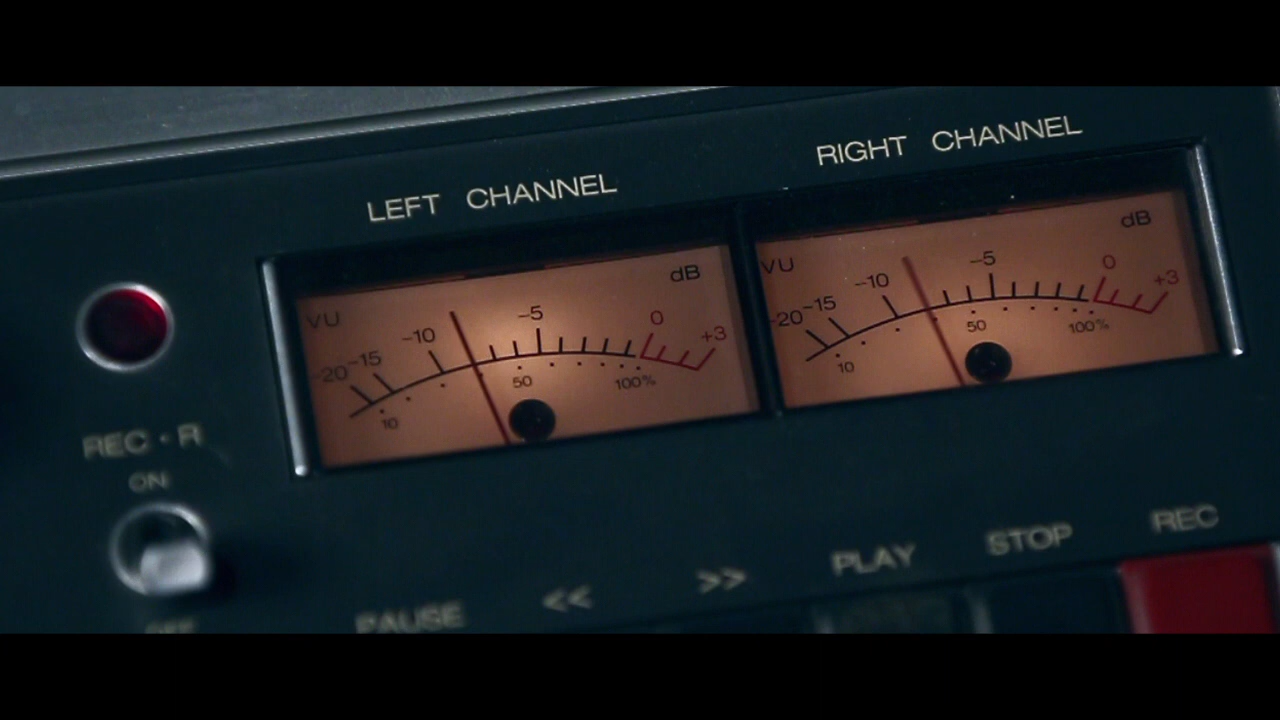 LEFT CHANNEL
RIGHT CHANNEL
VU
dB
-20 -15 -10 -5 0 +3
10 50 100%
VU
dB
-20 -15 -10 -5 0 +3
10 50 100%
REC • R
ON
PAUSE
<<
>>
PLAY
STOP
REC